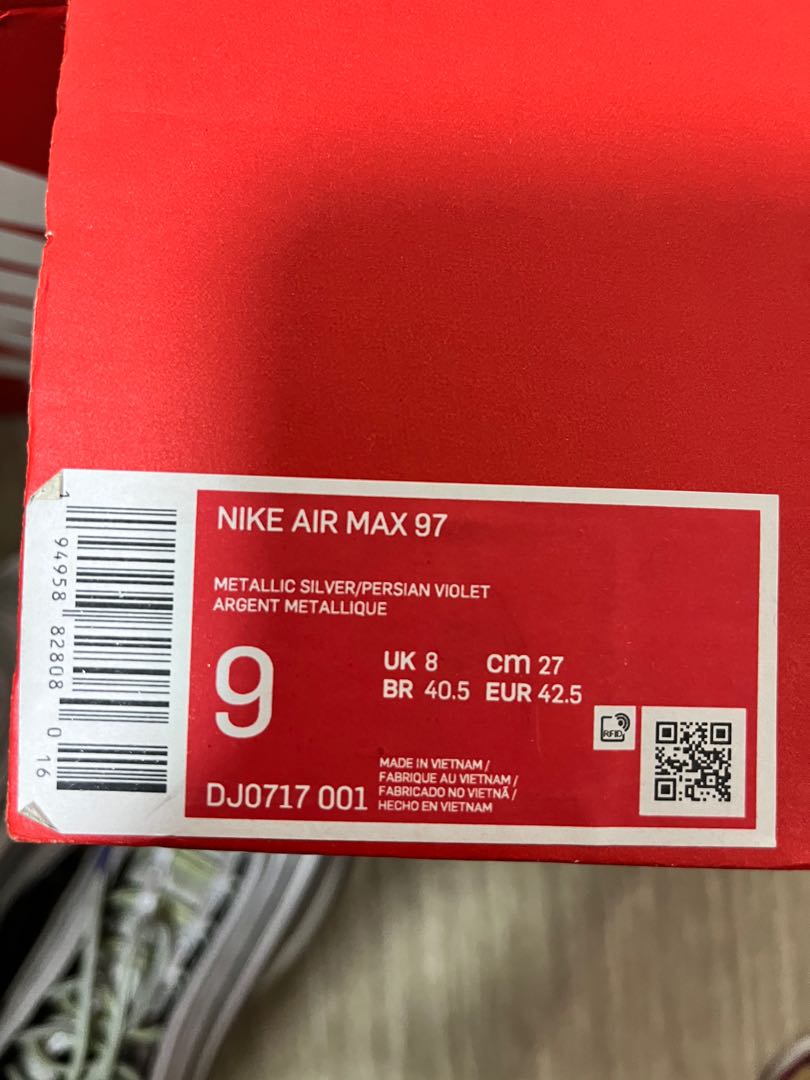 NIKE AIR MAX 97
METALLIC SILVER/PERSIAN VIOLET
ARGENT METALLIQUE
9
UK 8 cm 27
BR 40.5 EUR 42.5
RFID
DJ0717 001
MADE IN VIETNAM /
FABRIQUE AU VIETNAM /
FABRICADO NO VIETNÃ /
HECHO EN VIETNAM
1 94958 82808 0 16